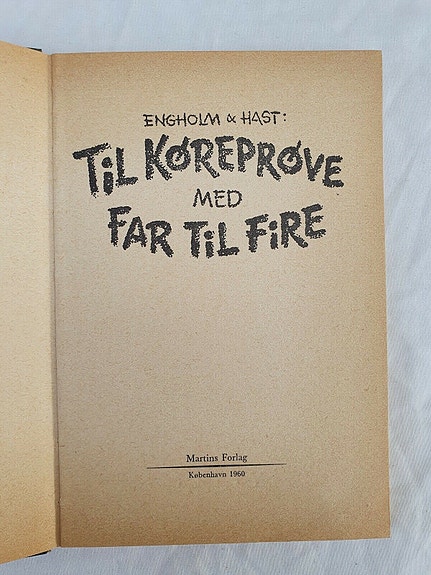 ENGHOLM & HAST:
TiL KØREPRØVE
MED
FAR TiL FiRE
Martins Forlag
København 1960